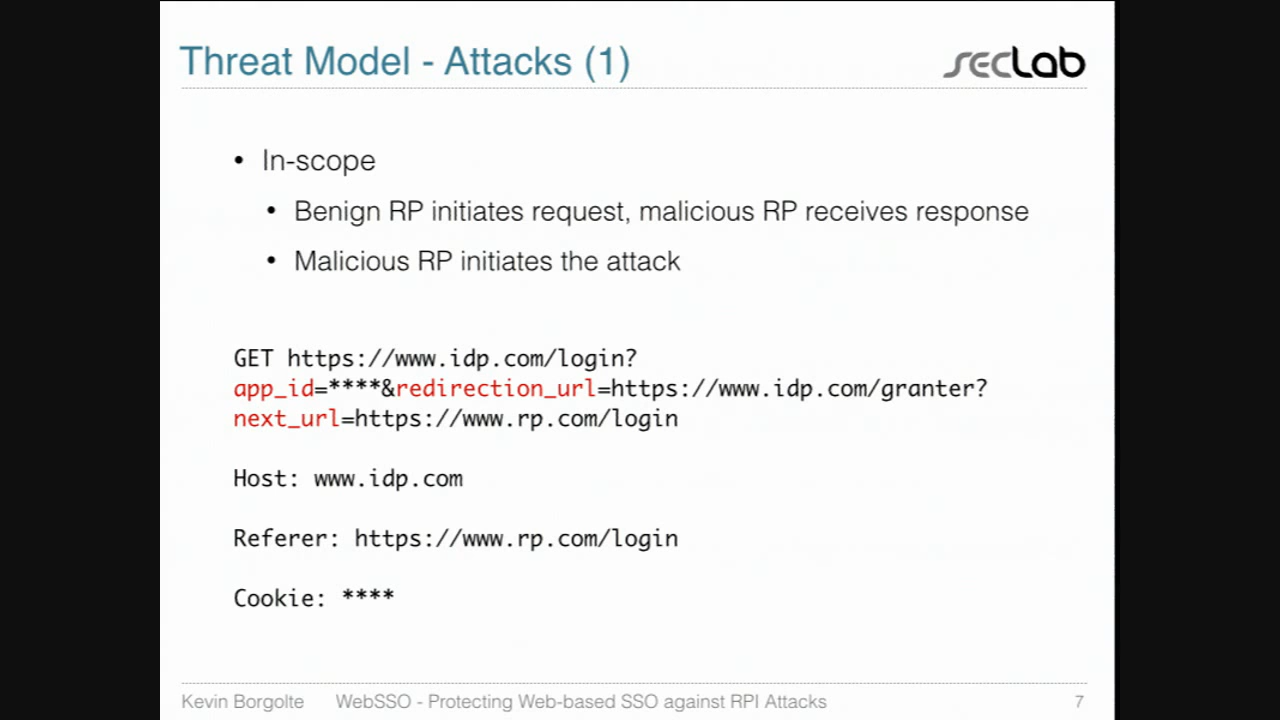 Threat Model - Attacks (1)
secLab
• In-scope
• Benign RP initiates request, malicious RP receives response
• Malicious RP initiates the attack
GET https://www.idp.com/login?
app_id=****&redirection_url=https://www.idp.com/granter?
next_url=https://www.rp.com/login
Host: www.idp.com
Referer: https://www.rp.com/login
Cookie: ****
Kevin Borgolte WebSSO - Protecting Web-based SSO against RPI Attacks 7